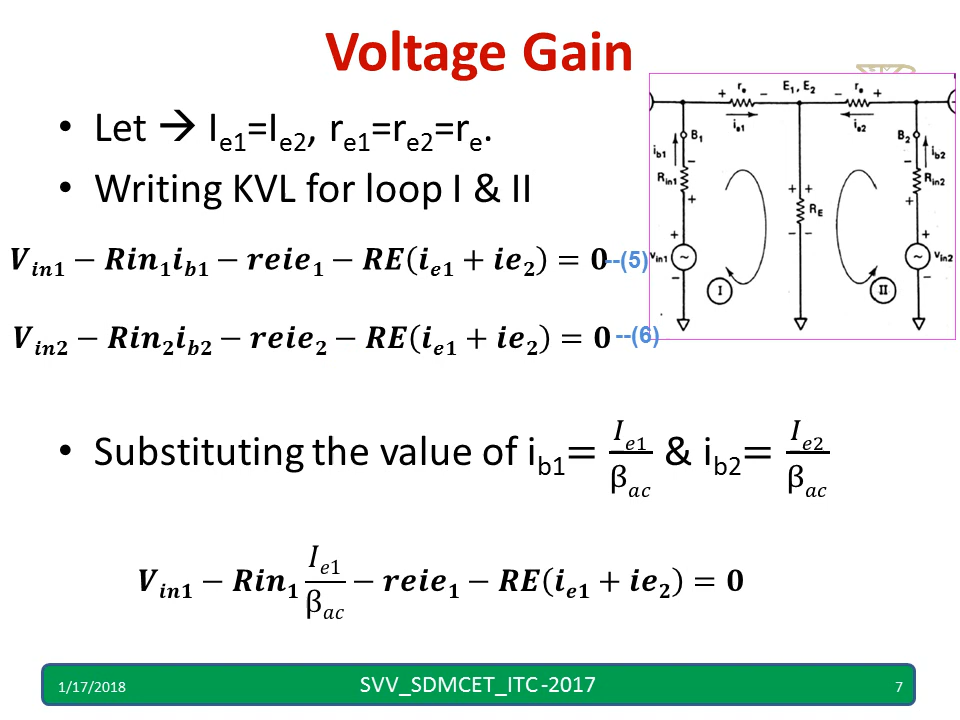 Voltage Gain
• Let → Ie1=Ie2, re1=re2=re.
• Writing KVL for loop I & II
Vin1 − Rin1ib1 − reie1 − RE(ie1 + ie2) = 0--(5)
Vin2 − Rin2ib2 − reie2 − RE(ie1 + ie2) = 0 --(6)
+ re − E1, E2 − re +
ie1 ie2
B1 B2
ib1 ib2
Rin1 Rin2
RE
vin1 vin2
I II
• Substituting the value of ib1= Ie1/βac & ib2= Ie2/βac
Vin1 − Rin1 Ie1/βac − reie1 − RE(ie1 + ie2) = 0
1/17/2018 SVV_SDMCET_ITC-2017 7